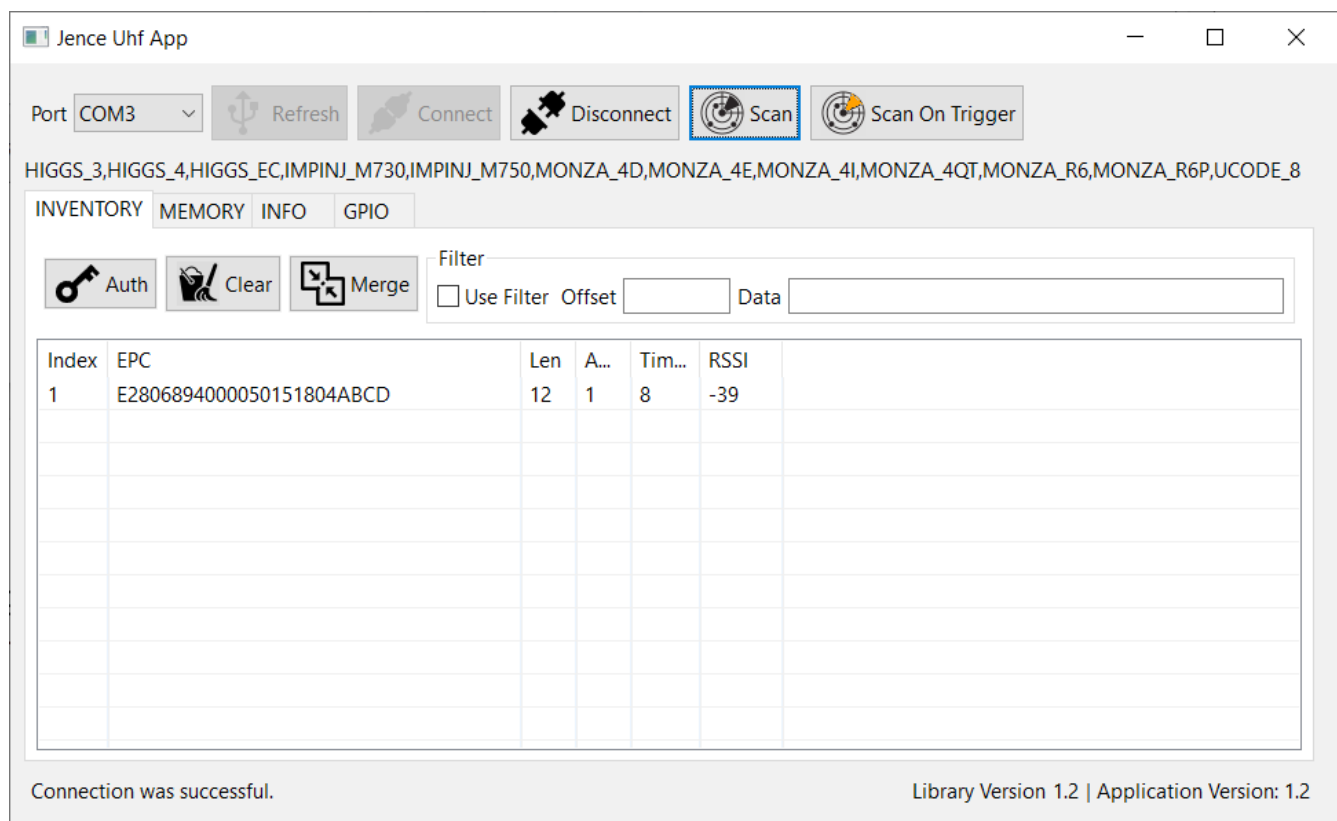 Jence Uhf App
Port COM3 Refresh Connect Disconnect Scan Scan On Trigger
HIGGS_3,HIGGS_4,HIGGS_EC,IMPINJ_M730,IMPINJ_M750,MONZA_4D,MONZA_4E,MONZA_4I,MONZA_4QT,MONZA_R6,MONZA_R6P,UCODE_8
INVENTORY MEMORY INFO GPIO
Filter
Auth Clear Merge Use Filter Offset Data
Index EPC Len A... Tim... RSSI
1 E2806894000050151804ABCD 12 1 8 -39
Connection was successful. Library Version 1.2 | Application Version: 1.2